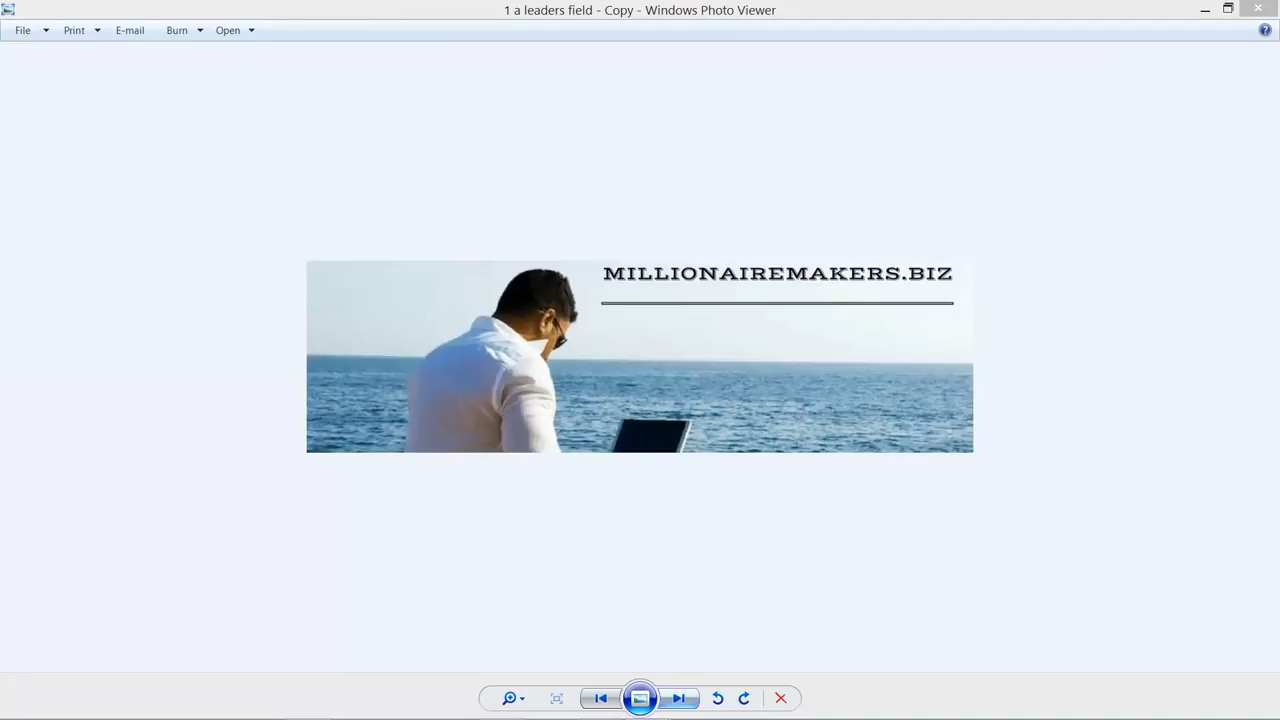 1 a leaders field - Copy - Windows Photo Viewer
File Print E-mail Burn Open
MILLIONAIREMAKERS.BIZ